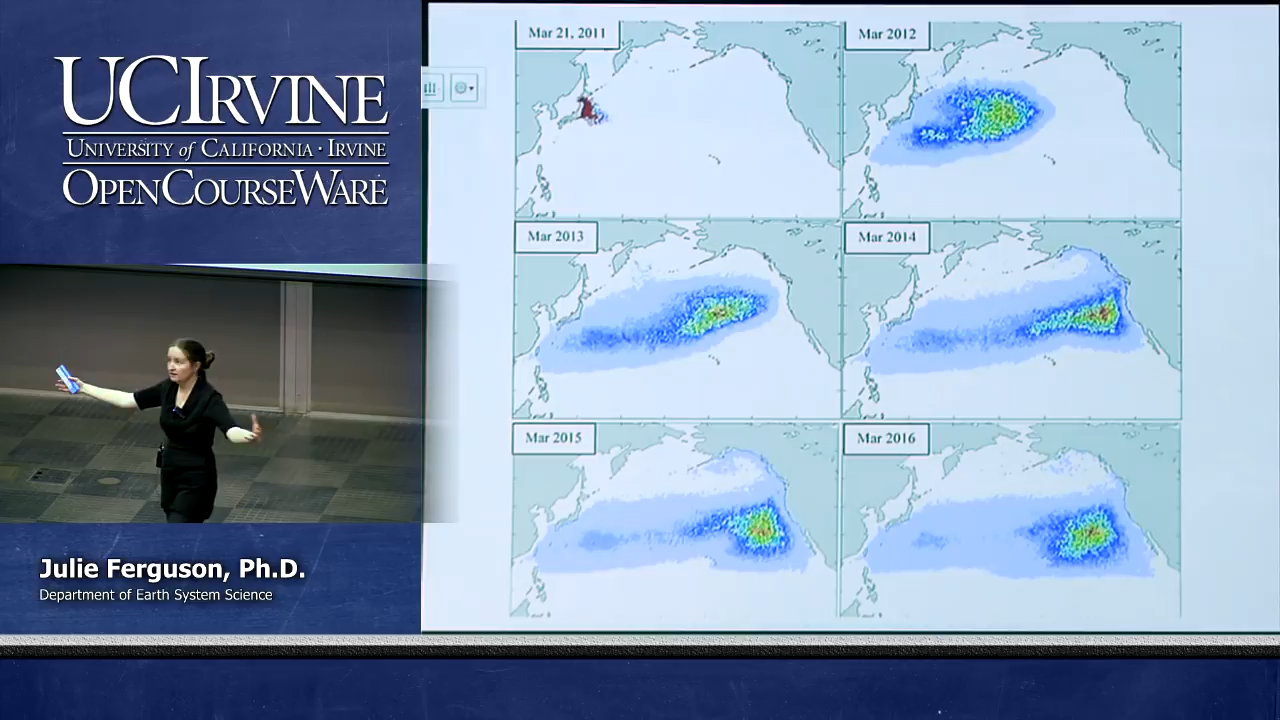 UCIRVINE
UNIVERSITY of CALIFORNIA · IRVINE
OPENCOURSEWARE
Julie Ferguson, Ph.D.
Department of Earth System Science
Mar 21, 2011
Mar 2012
Mar 2013
Mar 2014
Mar 2015
Mar 2016